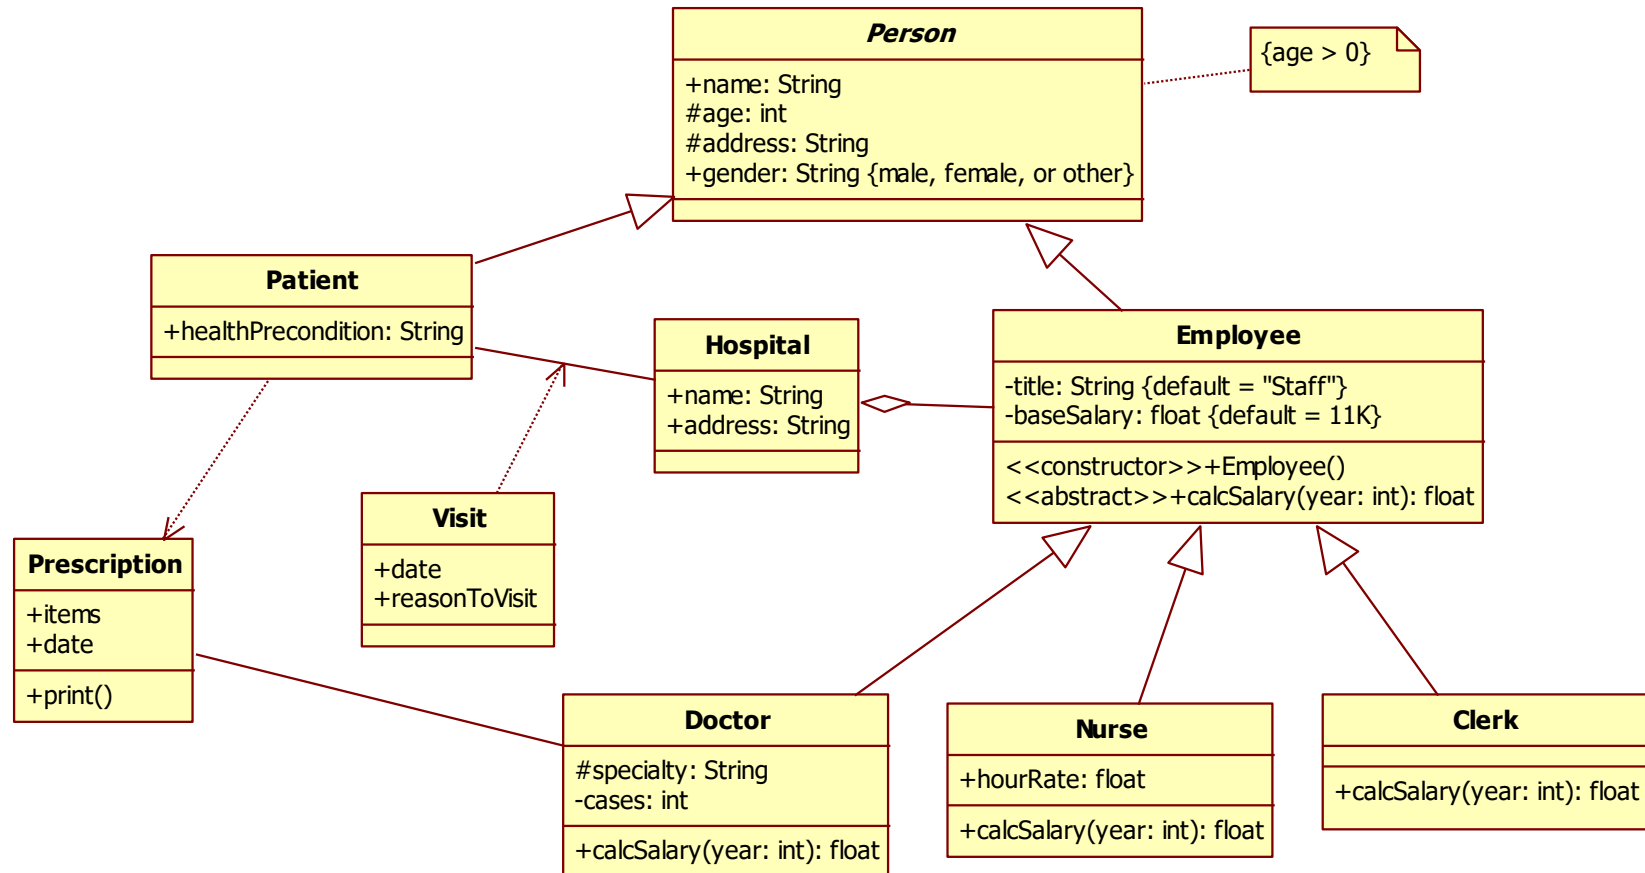 Person
+name: String
#age: int
#address: String
+gender: String {male, female, or other}
{age > 0}
Patient
+healthPrecondition: String
Hospital
+name: String
+address: String
Employee
-title: String {default = "Staff"}
-baseSalary: float {default = 11K}
<<constructor>>+Employee()
<<abstract>>+calcSalary(year: int): float
Visit
+date
+reasonToVisit
Prescription
+items
+date
+print()
Doctor
#specialty: String
-cases: int
+calcSalary(year: int): float
Nurse
+hourRate: float
+calcSalary(year: int): float
Clerk
+calcSalary(year: int): float